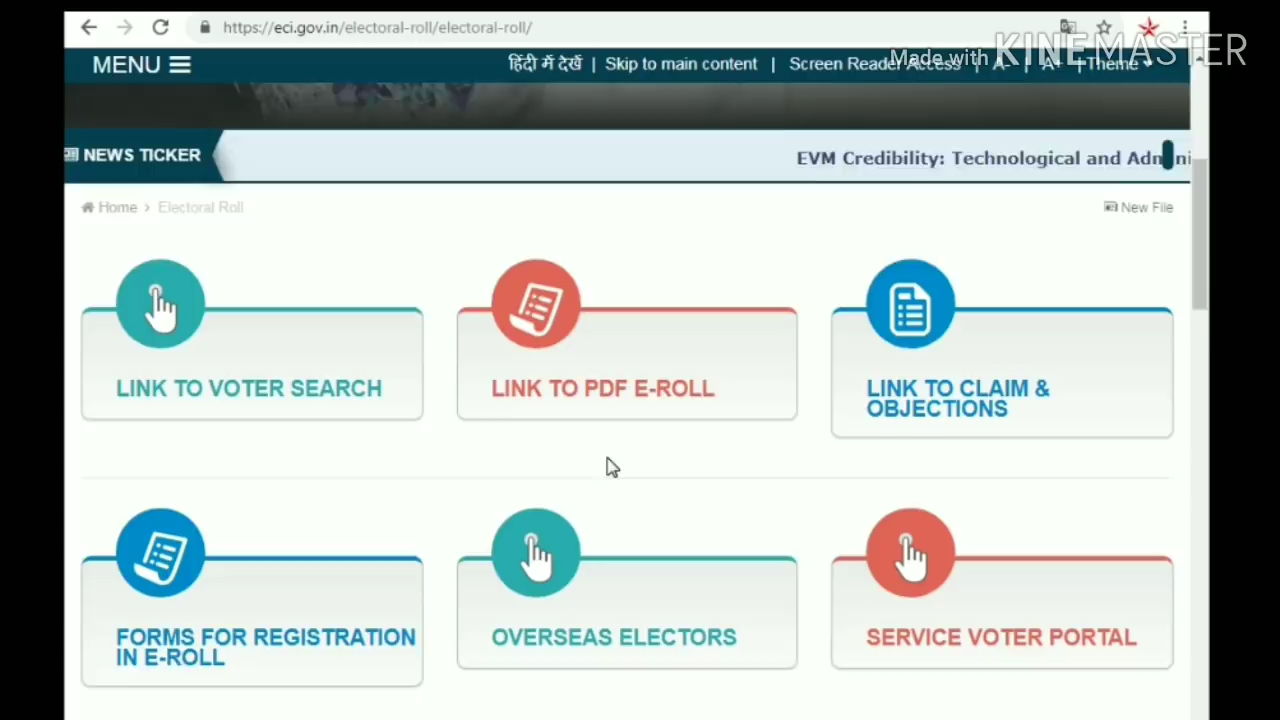 https://eci.gov.in/electoral-roll/electoral-roll/
Made with KINEMASTER
MENU
हिंदी में देखें | Skip to main content | Screen Reader Access | A- | A+ | Theme
NEWS TICKER
EVM Credibility: Technological and
Home > Electoral Roll
New File
LINK TO VOTER SEARCH
LINK TO PDF E-ROLL
LINK TO CLAIM &
OBJECTIONS
FORMS FOR REGISTRATION
IN E-ROLL
OVERSEAS ELECTORS
SERVICE VOTER PORTAL